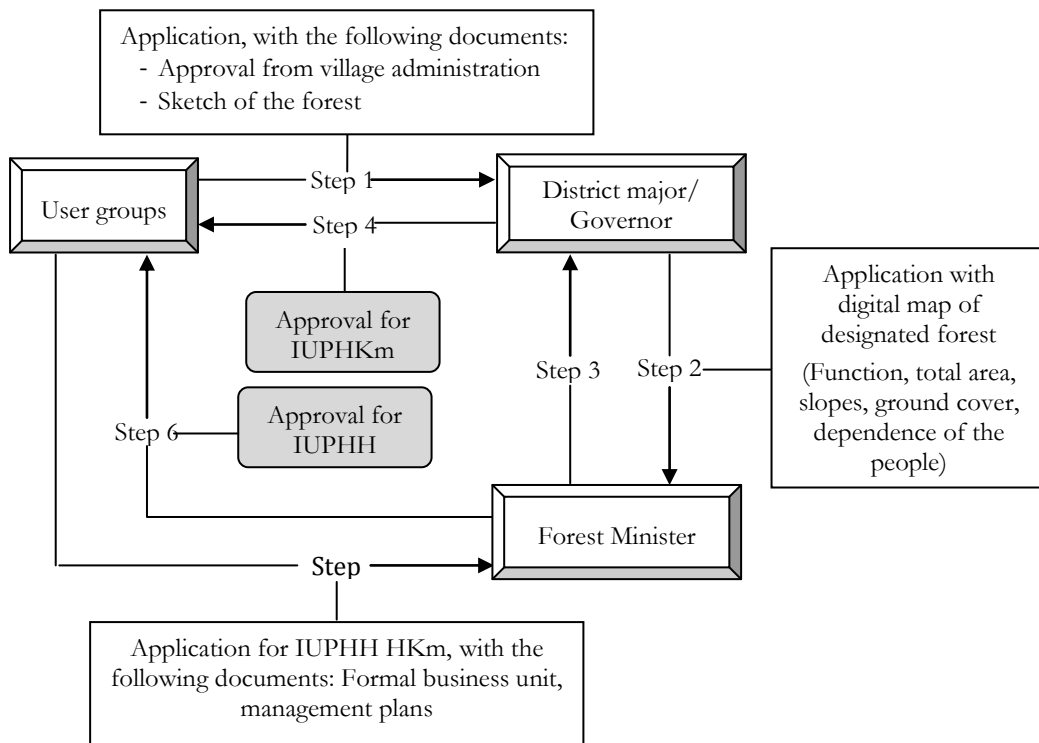 Application, with the following documents:
- Approval from village administration
- Sketch of the forest
Step 1
User groups
District major/
Governor
Step 4
Approval for
IUPHKm
Application with
digital map of
designated forest
(Function, total area,
slopes, ground cover,
dependence of the
people)
Step 3
Step 2
Approval for
IUPHH
Step 6
Forest Minister
Step
Application for IUPHH HKm, with the
following documents: Formal business unit,
management plans